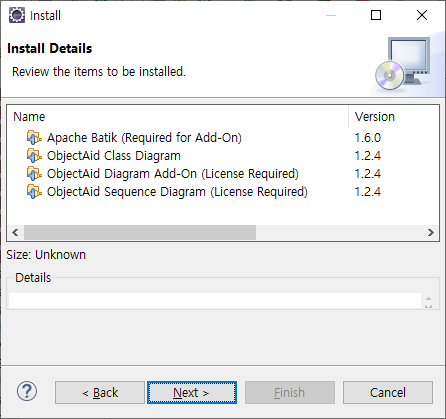 Install
Install Details
Review the items to be installed.
Name Version
Apache Batik (Required for Add-On) 1.6.0
ObjectAid Class Diagram 1.2.4
ObjectAid Diagram Add-On (License Required) 1.2.4
ObjectAid Sequence Diagram (License Required) 1.2.4
Size: Unknown
Details
? < Back Next > Finish Cancel